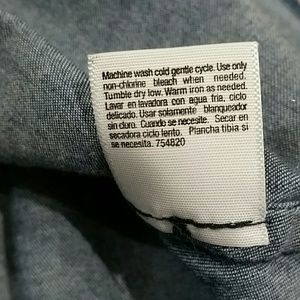 Machine wash cold gentle cycle. Use only
non-chlorine bleach when needed.
Tumble dry low. Warm iron as needed.
Lavar en lavadora con agua fria, ciclo
delicado. Usar solamente blanqueador
sin cloro. Cuando se necesite. Secar en
secadora ciclo lento. Plancha tibia si
se necesita. 754820